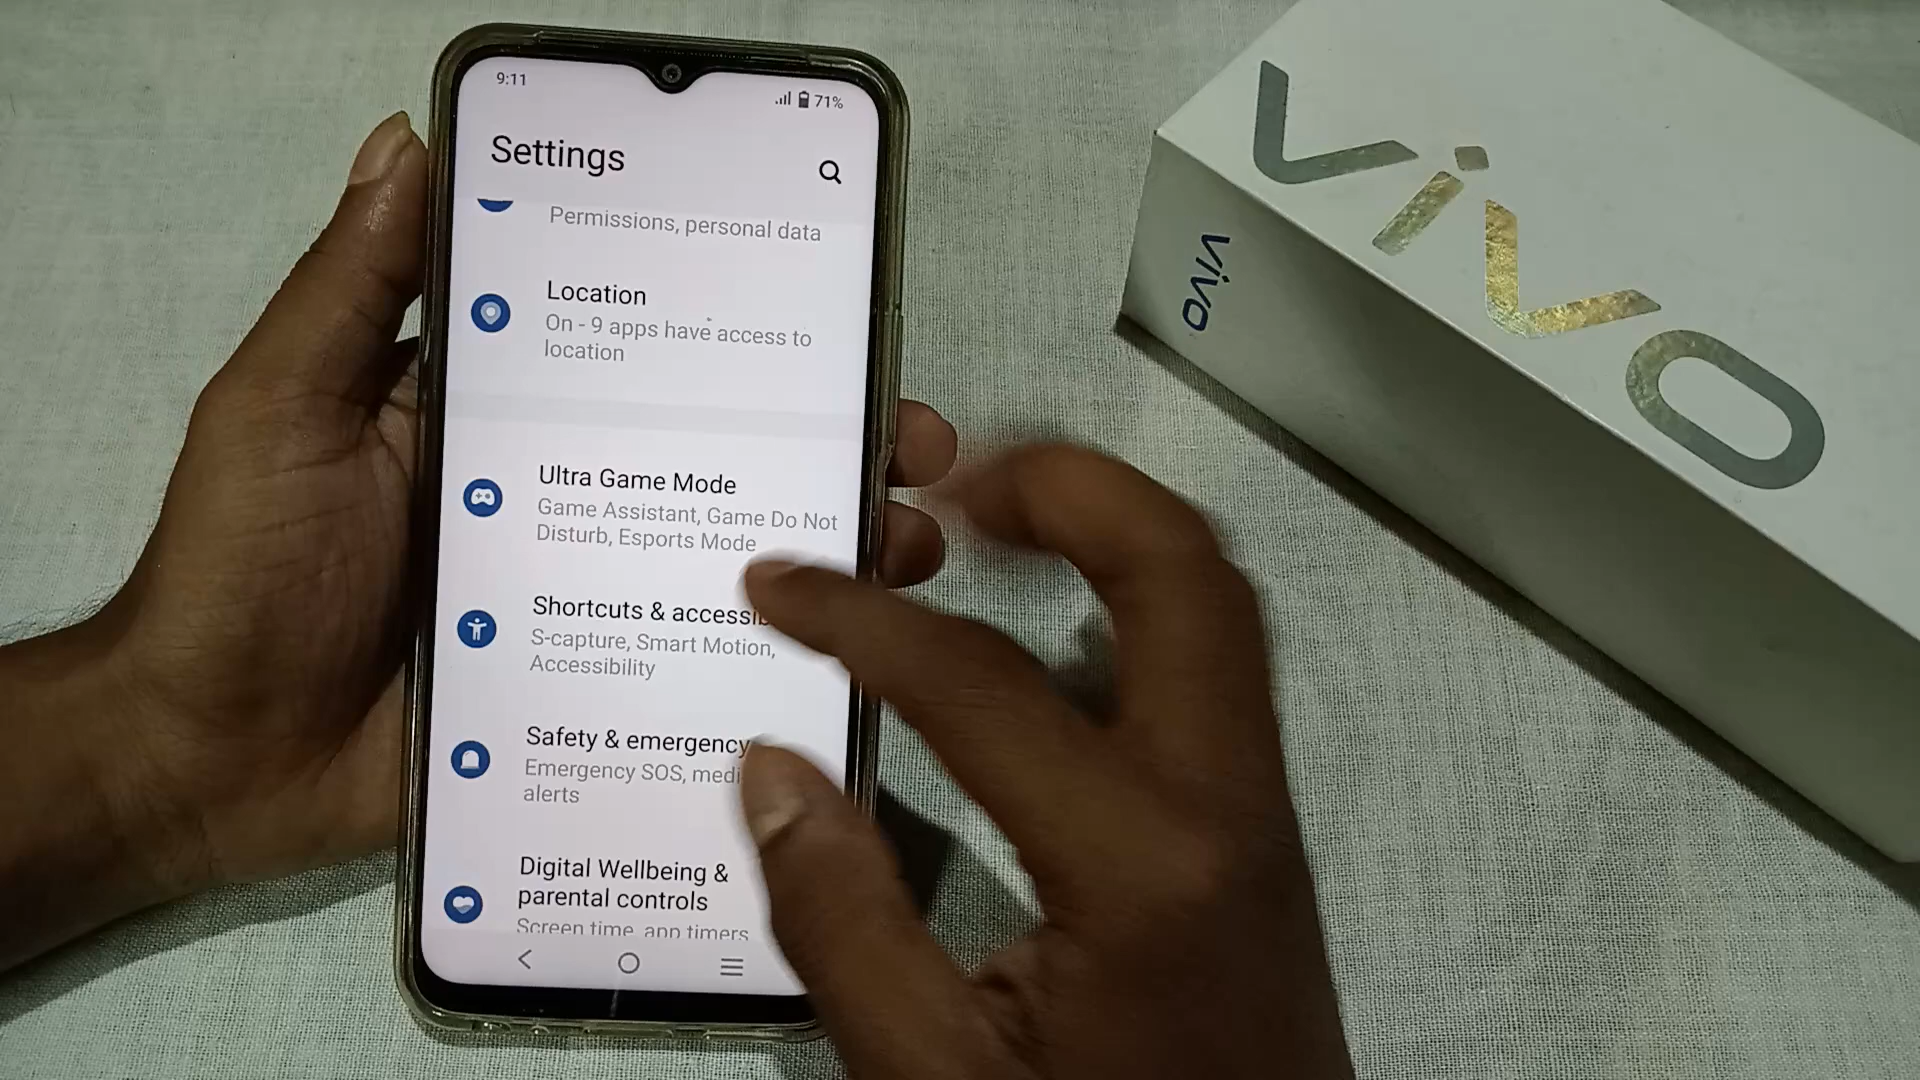 9:11
71%
Settings
Permissions, personal data
Location
On - 9 apps have access to
location
Ultra Game Mode
Game Assistant, Game Do Not
Disturb, Esports Mode
Shortcuts &
S-capture, Smart Motion,
Accessibility
Safety & emergency
Emergency SOS,
alerts
Digital Wellbeing &
parental controls
Screen time, app timers
vivo
vivo